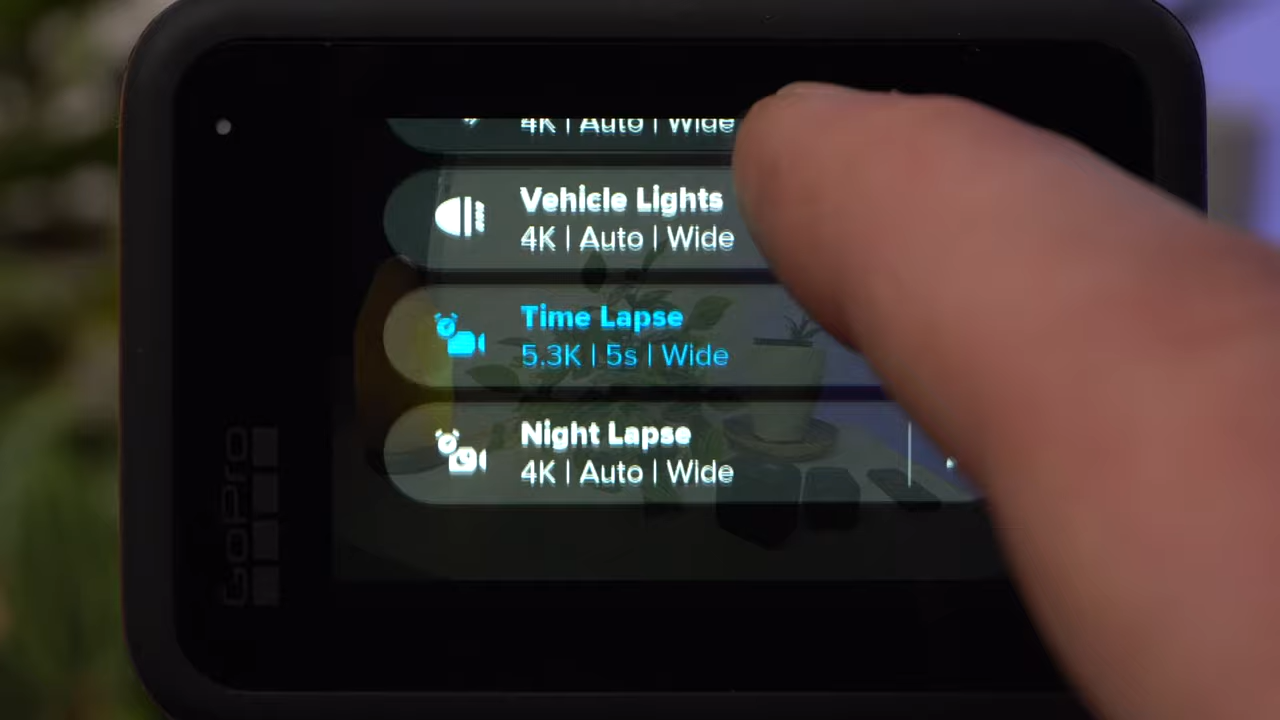 4K | Auto | Wide
Vehicle Lights
4K | Auto | Wide
Time Lapse
5.3K | 5s | Wide
Night Lapse
4K | Auto | Wide
GoPro